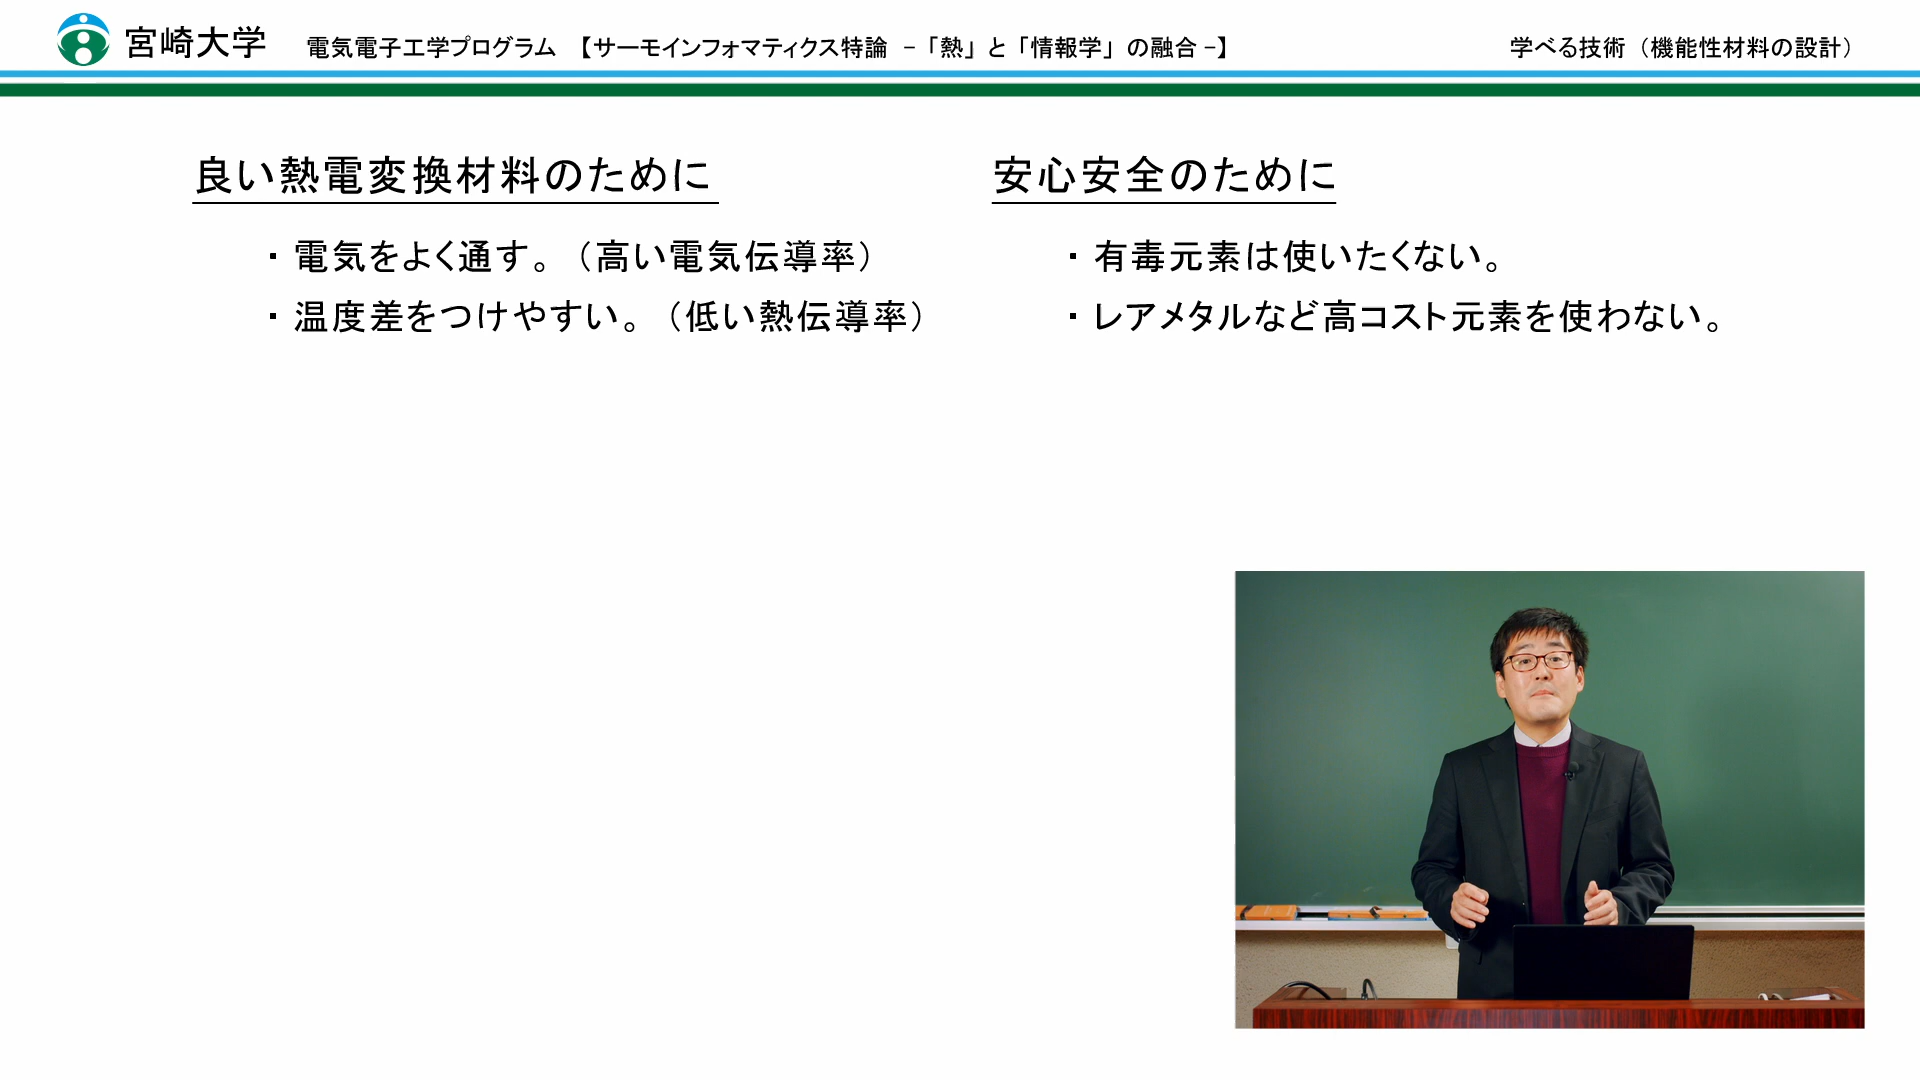 宮崎大学
電気電子工学プログラム 【サーモインフォマティクス特論 －「熱」と「情報学」の融合－】
学べる技術（機能性材料の設計）
良い熱電変換材料のために
・電気をよく通す。（高い電気伝導率）
・温度差をつけやすい。（低い熱伝導率）
安心安全のために
・有毒元素は使いたくない。
・レアメタルなど高コスト元素を使わない。